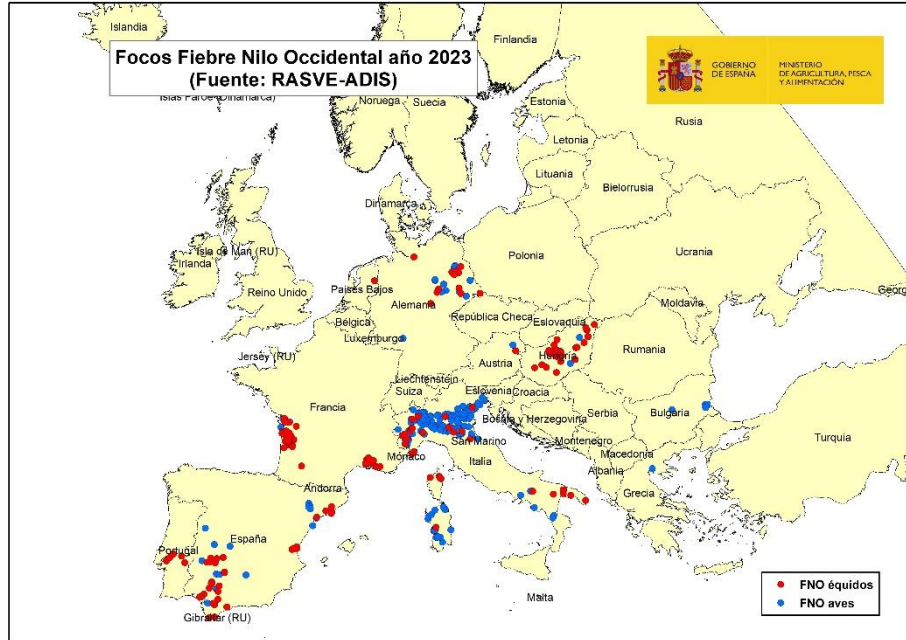 Islandia
Focos Fiebre Nilo Occidental año 2023
(Fuente: RASVE-ADIS)
Finlandia
GOBIERNO
DE ESPAÑA
MINISTERIO
DE AGRICULTURA, PESCA
Y ALIMENTACIÓN
Islas Faroe (Dinamarca)
Noruega
Suecia
Rusia
Estonia
Letonia
Lituania
Dinamarca
Bielorrusia
Isla de Man (RU)
Irlanda
Reino Unido
Países Bajos
Alemania
Polonia
Ucrania
Georg
Bélgica
Luxemburgo
República Checa
Eslovaquia
Moldavia
Jersey (RU)
Austria
Hungría
Rumania
Liechtenstein
Suiza
Eslovenia
Croacia
Francia
Bosnia y Herzegovina
Serbia
Bulgaria
San Marino
Montenegro
Mónaco
Italia
Macedonia
Albania
Turquia
Andorra
Grecia
España
Portugal
Gibraltar (RU)
Malta
FNO équidos
FNO aves